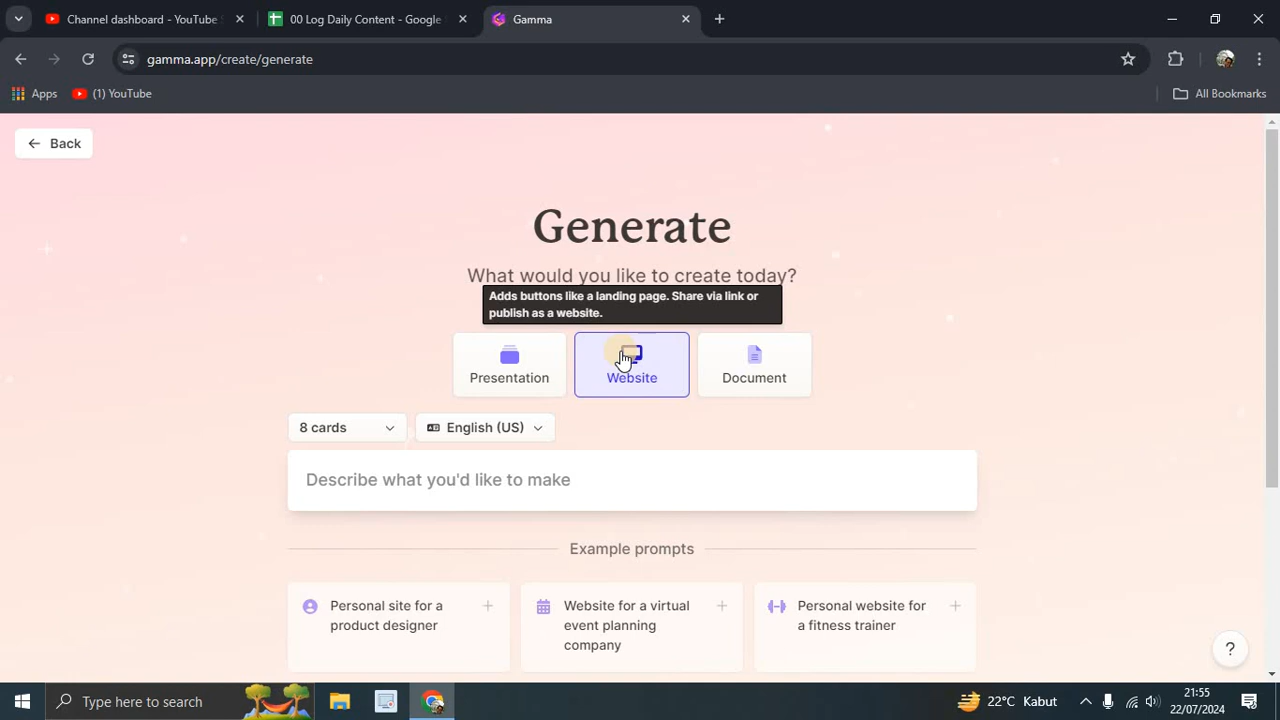 Channel dashboard - YouTube
00 Log Daily Content - Google
Gamma
gamma.app/create/generate
Apps
(1) YouTube
All Bookmarks
Back
Generate
What would you like to create today?
Adds buttons like a landing page. Share via link or
publish as a website.
Presentation
Website
Document
8 cards
English (US)
Describe what you'd like to make
Example prompts
Personal site for a
product designer
Website for a virtual
event planning
company
Personal website for
a fitness trainer
?
Type here to search
22°C Kabut
21:55
22/07/2024